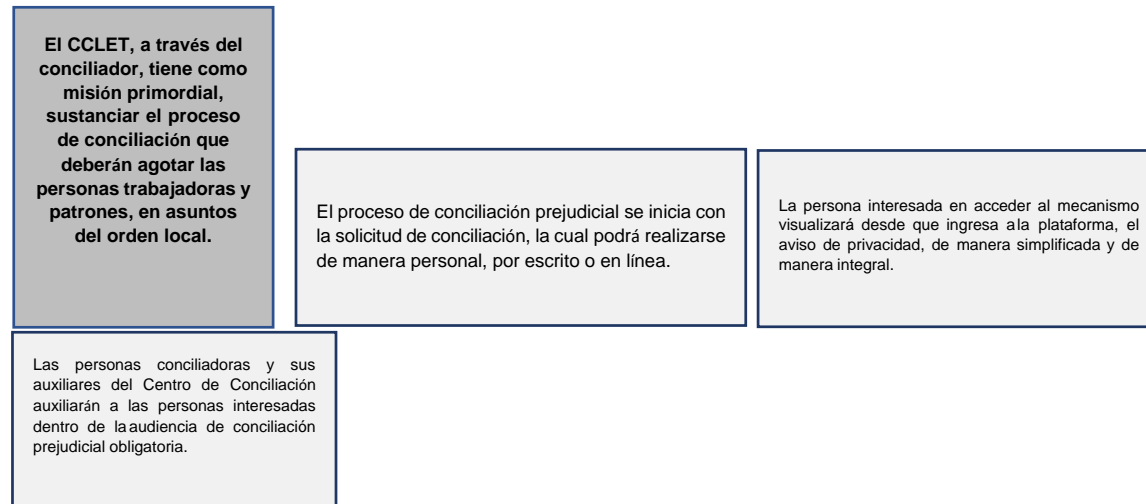 El CCLET, a través del
conciliador, tiene como
misión primordial,
sustanciar el proceso
de conciliación que
deberán agotar las
personas trabajadoras y
patrones, en asuntos
del orden local.
El proceso de conciliación prejudicial se inicia con
la solicitud de conciliación, la cual podrá realizarse
de manera personal, por escrito o en línea.
La persona interesada en acceder al mecanismo
visualizará desde que ingresa ala plataforma, el
aviso de privacidad, de manera simplificada y de
manera integral.
Las personas conciliadoras y sus
auxiliares del Centro de Conciliación
auxiliarán a las personas interesadas
dentro de la audiencia de conciliación
prejudicial obligatoria.